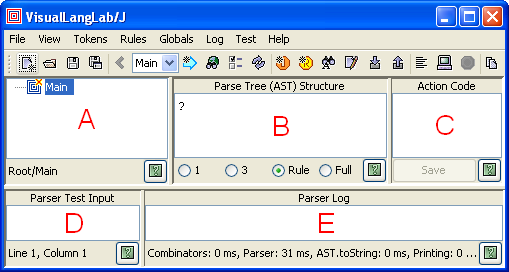 VisualLangLab/J
File View Tokens Rules Globals Log Test Help
Main
Main
A
Root/Main
Parse Tree (AST) Structure
?
B
1 3 Rule Full
Action Code
C
Save
Parser Test Input
D
Line 1, Column 1
Parser Log
E
Combinators: 0 ms, Parser: 31 ms, AST.toString: 0 ms, Printing: 0 ...